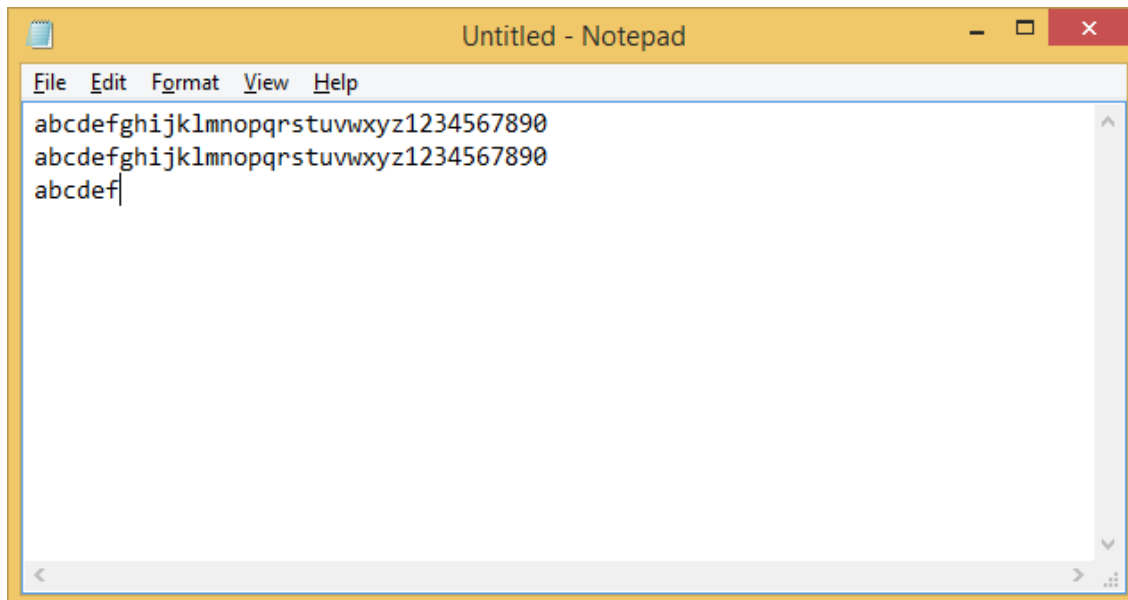 Untitled - Notepad
File Edit Format View Help
abcdefghijklmnopqrstuvwxyz1234567890
abcdefghijklmnopqrstuvwxyz1234567890
abcdef